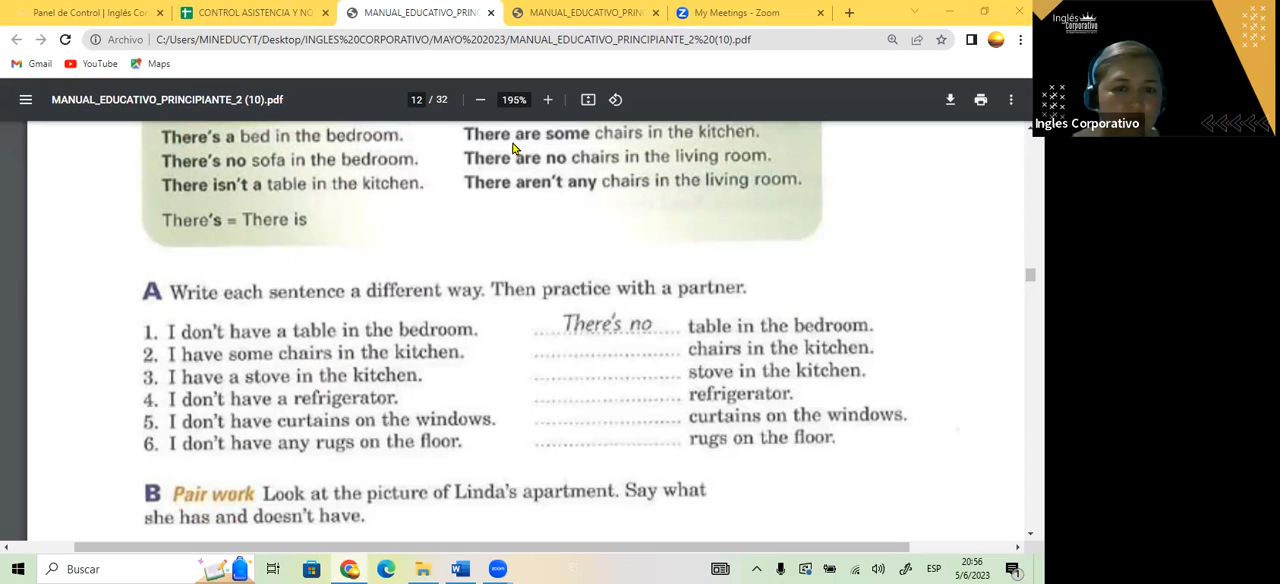 Panel de Control | Inglés Cor
CONTROL ASISTENCIA Y NO
MANUAL_EDUCATIVO_PRINC
MANUAL_EDUCATIVO_PRINC
My Meetings - Zoom
Archivo
C:/Users/MINEDUCYT/Desktop/INGLES%20CORPORATIVO/MAYO%202023/MANUAL_EDUCATIVO_PRINCIPIANTE_2%20(10).pdf
Gmail YouTube Maps
MANUAL_EDUCATIVO_PRINCIPIANTE_2 (10).pdf
12 / 32
195%
There's a bed in the bedroom.
There's no sofa in the bedroom.
There isn't a table in the kitchen.
There's = There is
There are some chairs in the kitchen.
There are no chairs in the living room.
There aren't any chairs in the living room.
A Write each sentence a different way. Then practice with a partner.
1. I don't have a table in the bedroom. There's no table in the bedroom.
2. I have some chairs in the kitchen. chairs in the kitchen.
3. I have a stove in the kitchen. stove in the kitchen.
4. I don't have a refrigerator. refrigerator.
5. I don't have curtains on the windows. curtains on the windows.
6. I don't have any rugs on the floor. rugs on the floor.
B Pair work Look at the picture of Linda's apartment. Say what
she has and doesn't have.
Inglés
Corporativo
Ingles Corporativo
Buscar
ESP
20:56
5/6/2023